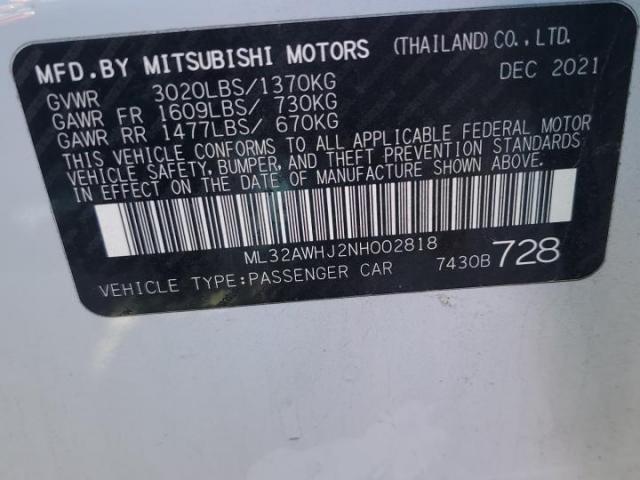 MFD.BY MITSUBISHI MOTORS (THAILAND) CO., LTD.
GVWR 3020LBS/1370KG DEC 2021
GAWR FR 1609LBS/ 730KG
GAWR RR 1477LBS/ 670KG
THIS VEHICLE CONFORMS TO ALL APPLICABLE FEDERAL MOTOR
VEHICLE SAFETY, BUMPER, AND THEFT PREVENTION STANDARDS
IN EFFECT ON THE DATE OF MANUFACTURE SHOWN ABOVE.
ML32AWHJ2NH002818
VEHICLE TYPE:PASSENGER CAR 7430B 728